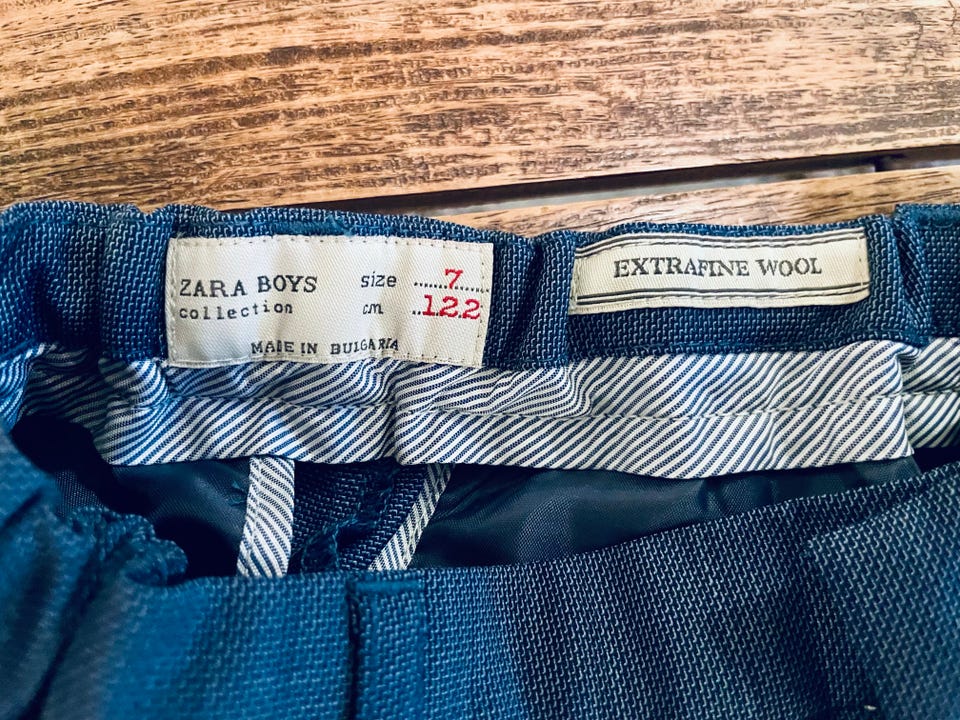 ZARA BOYS size ......7......
collection cm ..122
MADE IN BULGARIA
EXTRAFINE WOOL